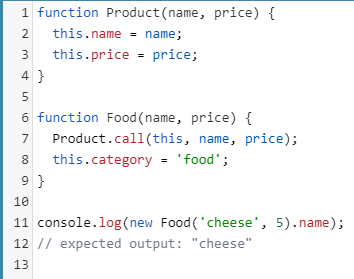 1 function Product(name, price) {
2   this.name = name;
3   this.price = price;
4 }
5
6 function Food(name, price) {
7   Product.call(this, name, price);
8   this.category = 'food';
9 }
10
11 console.log(new Food('cheese', 5).name);
12 // expected output: "cheese"
13